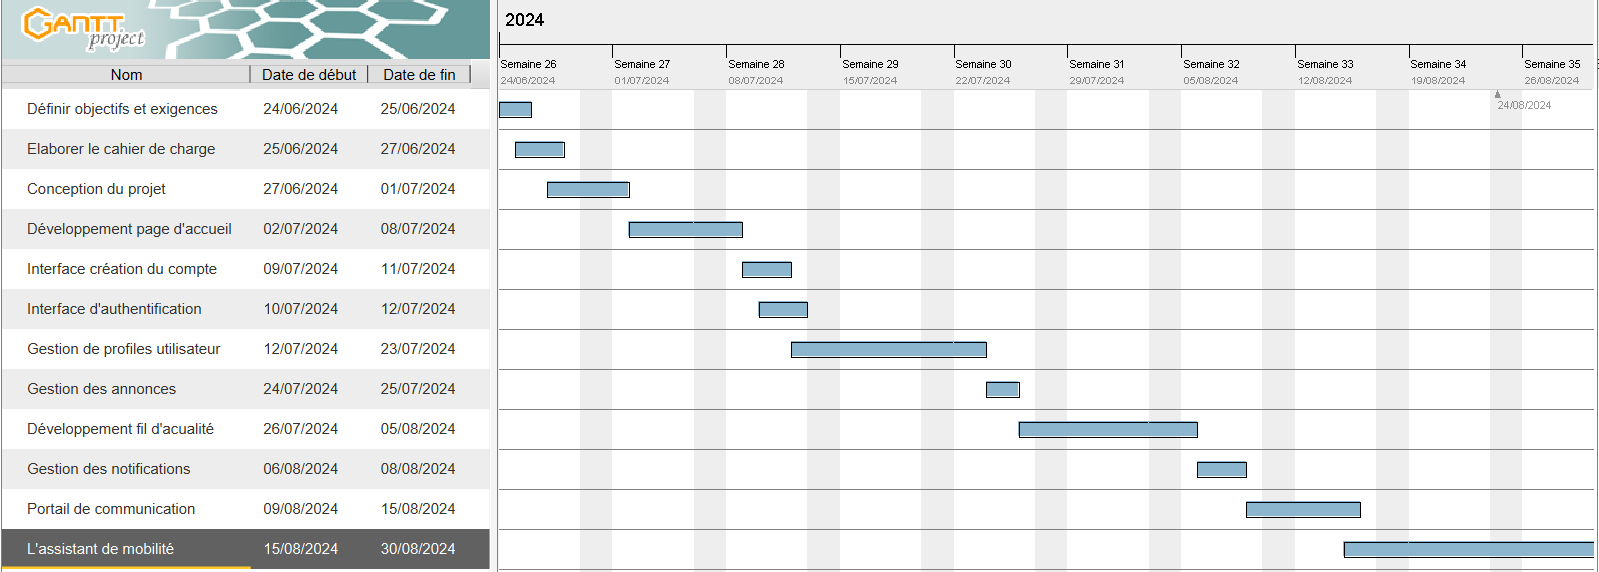 GANTT
project
2024
Semaine 26 Semaine 27 Semaine 28 Semaine 29 Semaine 30 Semaine 31 Semaine 32 Semaine 33 Semaine 34 Semaine 35
Nom Date de début Date de fin
24/06/2024 01/07/2024 08/07/2024 15/07/2024 22/07/2024 29/07/2024 05/08/2024 12/08/2024 19/08/2024 26/08/2024
24/08/2024
Définir objectifs et exigences 24/06/2024 25/06/2024
Elaborer le cahier de charge 25/06/2024 27/06/2024
Conception du projet 27/06/2024 01/07/2024
Développement page d'accueil 02/07/2024 08/07/2024
Interface création du compte 09/07/2024 11/07/2024
Interface d'authentification 10/07/2024 12/07/2024
Gestion de profiles utilisateur 12/07/2024 23/07/2024
Gestion des annonces 24/07/2024 25/07/2024
Développement fil d'acualité 26/07/2024 05/08/2024
Gestion des notifications 06/08/2024 08/08/2024
Portail de communication 09/08/2024 15/08/2024
L'assistant de mobilité 15/08/2024 30/08/2024